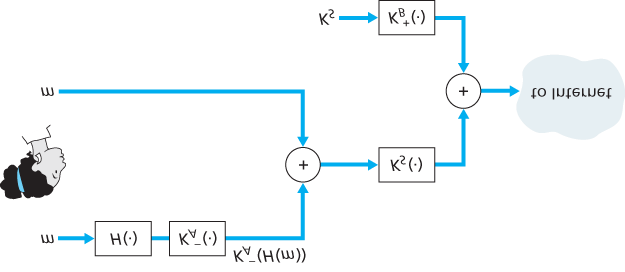 K⁻A(H(m))
m
H(·)
K⁻A(·)
+
KS(·)
m
+
to Internet
KS
K⁺B(·)